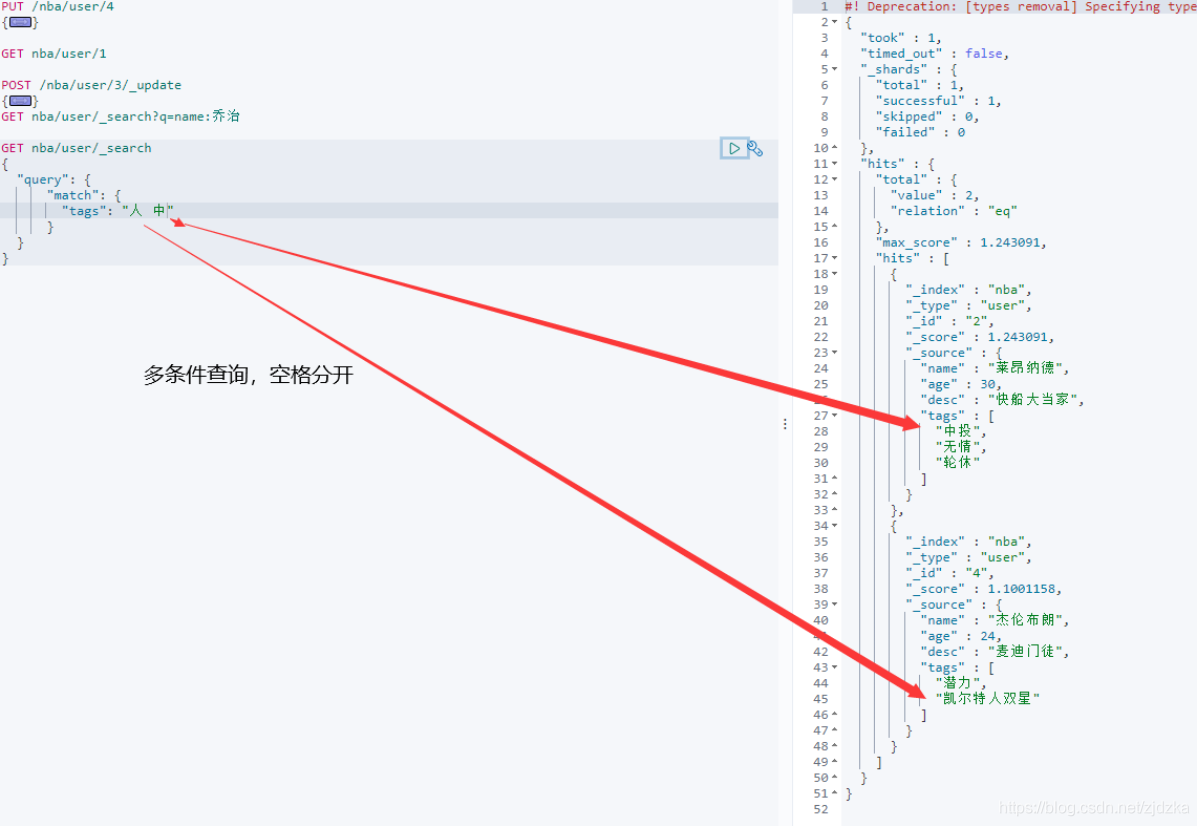 PUT /nba/user/4
{}
GET nba/user/1
POST /nba/user/3/_update
{}
GET nba/user/_search?q=name:乔治
GET nba/user/_search
{
"query": {
"match": {
"tags": "人 中"
}
}
}
多条件查询，空格分开
1 #! Deprecation: [types removal] Specifying type
2 {
3 "took" : 1,
4 "timed_out" : false,
5 "_shards" : {
6 "total" : 1,
7 "successful" : 1,
8 "skipped" : 0,
9 "failed" : 0
10 },
11 "hits" : {
12 "total" : {
13 "value" : 2,
14 "relation" : "eq"
15 },
16 "max_score" : 1.243091,
17 "hits" : [
18 {
19 "_index" : "nba",
20 "_type" : "user",
21 "_id" : "2",
22 "_score" : 1.243091,
23 "_source" : {
24 "name" : "莱昂纳德",
25 "age" : 30,
"desc" : "快船大当家",
27 "tags" : [
28 "中投",
29 "无情",
30 "轮休"
31 ]
32 }
33 },
34 {
35 "_index" : "nba",
36 "_type" : "user",
37 "_id" : "4",
38 "_score" : 1.1001158,
39 "_source" : {
40 "name" : "杰伦布朗",
"age" : 24,
42 "desc" : "麦迪门徒",
43 "tags" : [
44 "潜力",
45 "凯尔特人双星"
46 ]
47 }
48 }
49 ]
50 }
51 }
52
https://blog.csdn.net/zjdzka